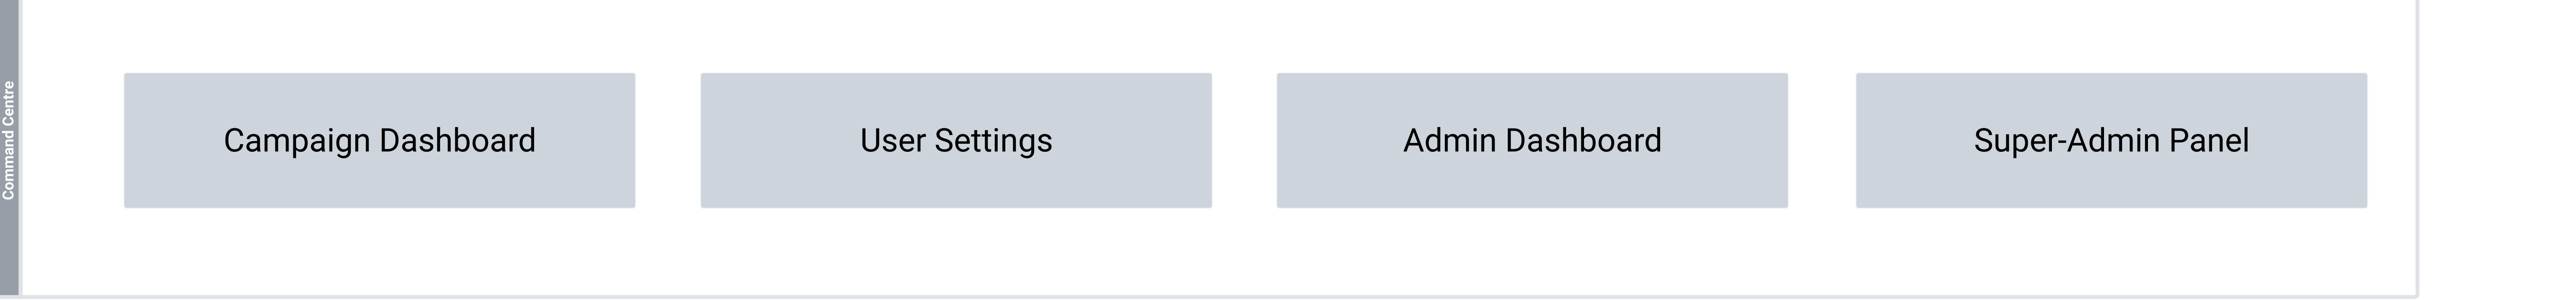 Command Centre
Campaign Dashboard
User Settings
Admin Dashboard
Super-Admin Panel